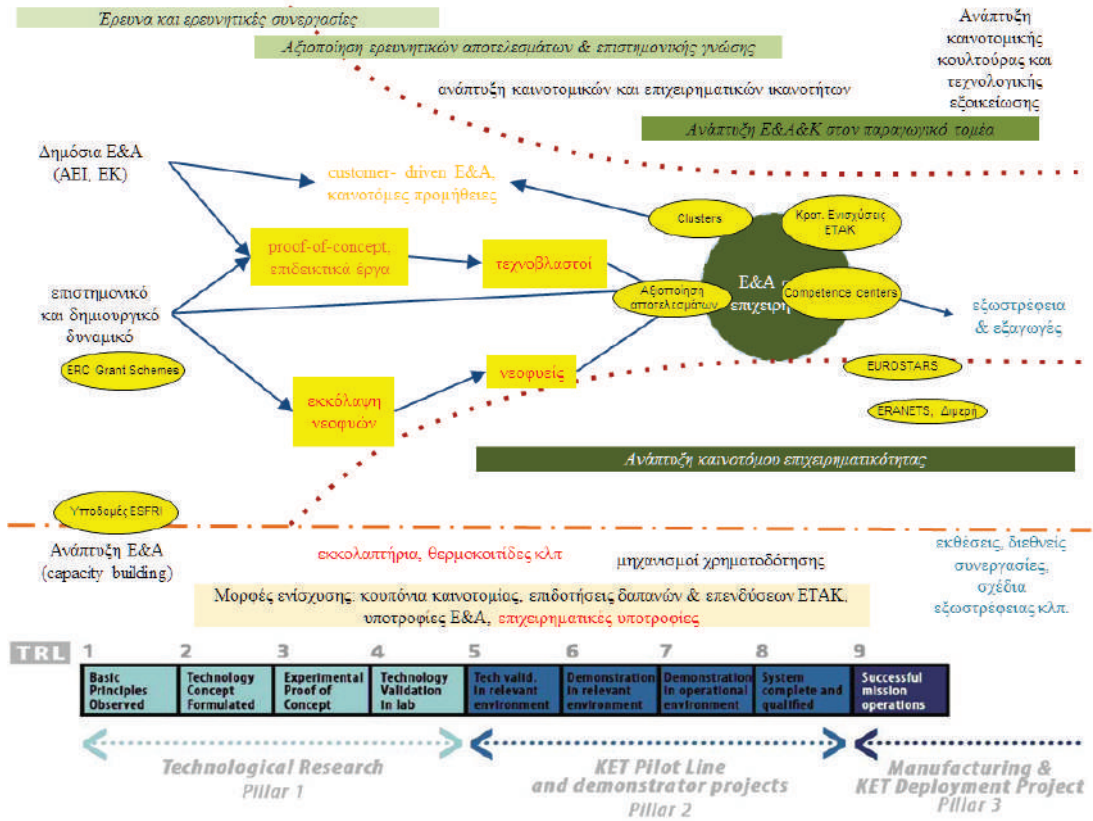 Έρευνα και ερευνητικές συνεργασίες
Αξιοποίηση ερευνητικών αποτελεσμάτων & επιστημονικής γνώσης
Ανάπτυξη
καινοτομικής
κουλτούρας και
τεχνολογικής
εξοικείωσης
ανάπτυξη καινοτομικών και επιχειρηματικών ικανοτήτων
Ανάπτυξη Ε&Α&Κ στον παραγωγικό τομέα
Δημόσια Ε&Α
(ΑΕΙ, ΕΚ)
customer- driven Ε&Α,
καινοτόμες προμήθειες
Clusters
Κρατ. Ενισχύσεις
ΕΤΑΚ
proof-of-concept,
επιδεικτικά έργα
τεχνοβλαστοί
Αξιοποίηση
αποτελεσμάτων
Ε&Α
Competence centers
επιστημονικό
και δημιουργικό
δυναμικό
εξωστρέφεια
& εξαγωγές
ERC Grant Schemes
νεοφυείς
EUROSTARS
εκκόλαψη
νεοφυών
ERANETS, Διμερή
Ανάπτυξη καινοτόμου επιχειρηματικότητας
Υποδομές ESFRI
Ανάπτυξη Ε&Α
(capacity building)
εκκολαπτήρια, θερμοκοιτίδες κλπ
μηχανισμοί χρηματοδότησης
εκθέσεις, διεθνείς
συνεργασίες,
σχέδια
εξωστρέφειας κλπ.
Μορφές ενίσχυσης: κουπόνια καινοτομίας, επιδοτήσεις δαπανών & επενδύσεων ΕΤΑΚ,
υποτροφίες Ε&Α, επιχειρηματικές υποτροφίες
TRL 1 2 3 4 5 6 7 8 9
Basic
Principles
Observed
Technology
Concept
Formulated
Experimental
Proof of
Concept
Technology
Validation
In lab
Tech valid.
In relevant
environment
Demonstration
in relevant
environment
Demonstration
in operational
environment
System
complete and
qualified
Successful
mission
operations
Technological Research
Pillar 1
KET Pilot Line
and demonstrator projects
Pillar 2
Manufacturing &
KET Deployment Project
Pillar 3